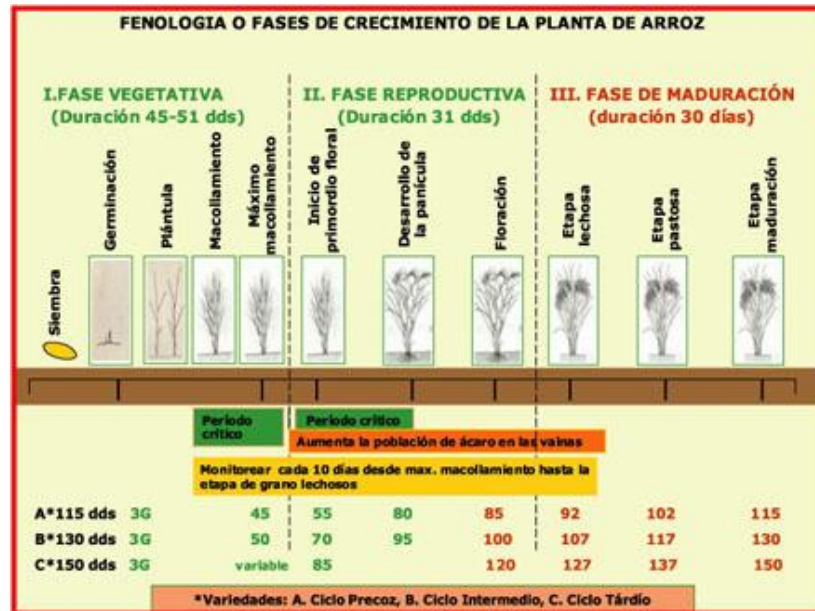 FENOLOGIA O FASES DE CRECIMIENTO DE LA PLANTA DE ARROZ
I.FASE VEGETATIVA
(Duración 45-51 dds)
II. FASE REPRODUCTIVA
(Duración 31 dds)
III. FASE DE MADURACIÓN
(duración 30 días)
Siembra
Germinación
Plántula
Macollamiento
Máximo
macollamiento
Inicio de
primordio floral
Desarrollo de
la panícula
Floración
Etapa
lechosa
Etapa
pastosa
Etapa
maduración
Período
crítico
Período critico
Aumenta la población de ácaro en las vainas
Monitorear cada 10 días desde max. macollamiento hasta la
etapa de grano lechosos
A*115 dds 3G 45 55 80 85 92 102 115
B*130 dds 3G 50 70 95 100 107 117 130
C*150 dds 3G variable 85 120 127 137 150
*Variedades: A. Ciclo Precoz, B. Ciclo Intermedio, C. Ciclo Tárdío